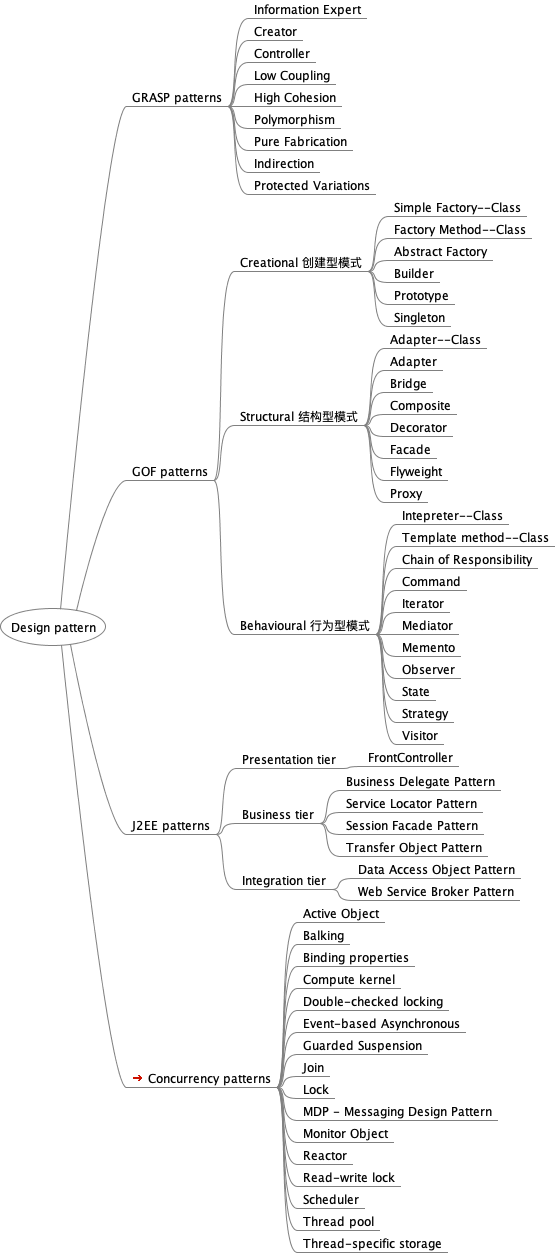 Design pattern
GRASP patterns
Information Expert
Creator
Controller
Low Coupling
High Cohesion
Polymorphism
Pure Fabrication
Indirection
Protected Variations
GOF patterns
Creational 创建型模式
Simple Factory--Class
Factory Method--Class
Abstract Factory
Builder
Prototype
Singleton
Structural 结构型模式
Adapter--Class
Adapter
Bridge
Composite
Decorator
Facade
Flyweight
Proxy
Behavioural 行为型模式
Intepreter--Class
Template method--Class
Chain of Responsibility
Command
Iterator
Mediator
Memento
Observer
State
Strategy
Visitor
J2EE patterns
Presentation tier
FrontController
Business tier
Business Delegate Pattern
Service Locator Pattern
Session Facade Pattern
Transfer Object Pattern
Integration tier
Data Access Object Pattern
Web Service Broker Pattern
Concurrency patterns
Active Object
Balking
Binding properties
Compute kernel
Double-checked locking
Event-based Asynchronous
Guarded Suspension
Join
Lock
MDP - Messaging Design Pattern
Monitor Object
Reactor
Read-write lock
Scheduler
Thread pool
Thread-specific storage